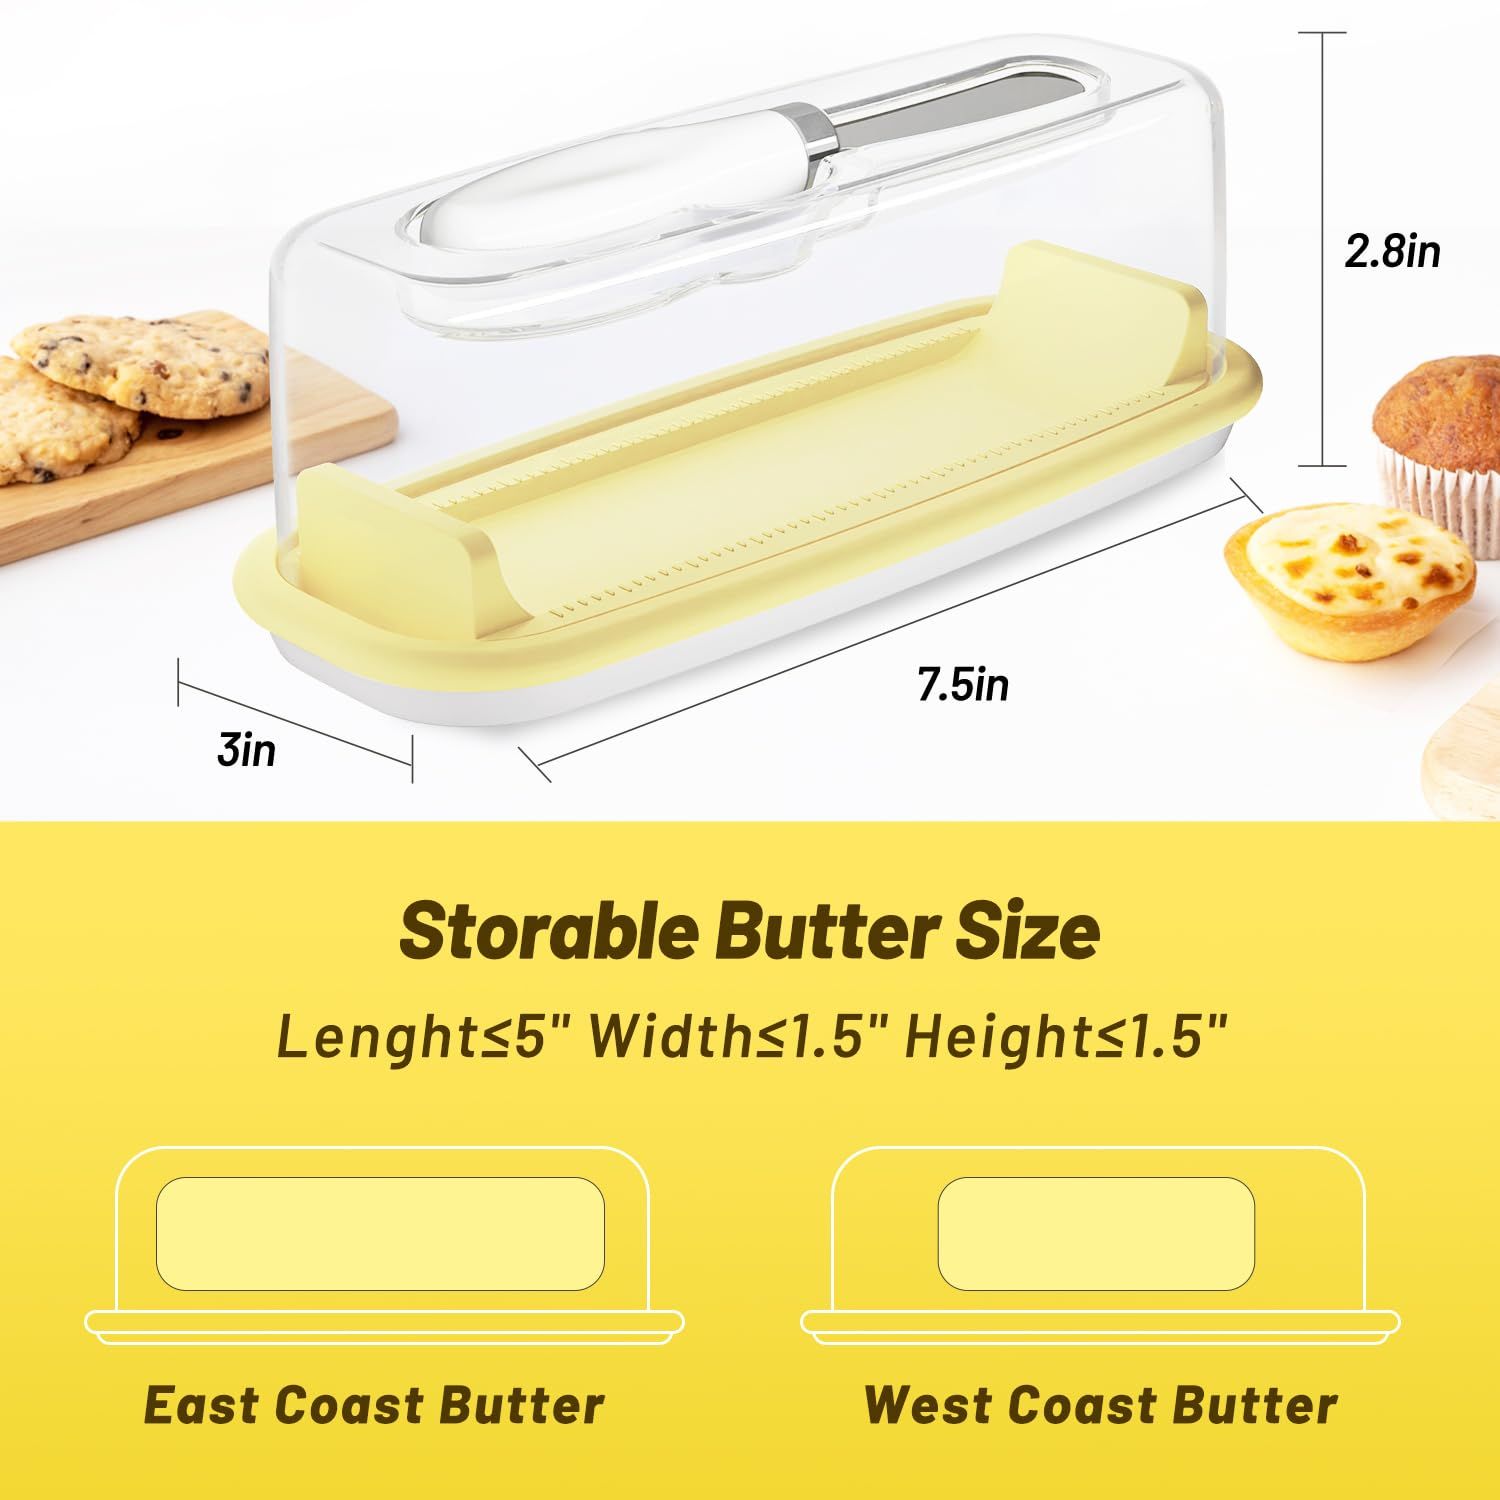 2.8in
7.5in
3in
Storable Butter Size
Lenght≤5" Width≤1.5" Height≤1.5"
East Coast Butter
West Coast Butter